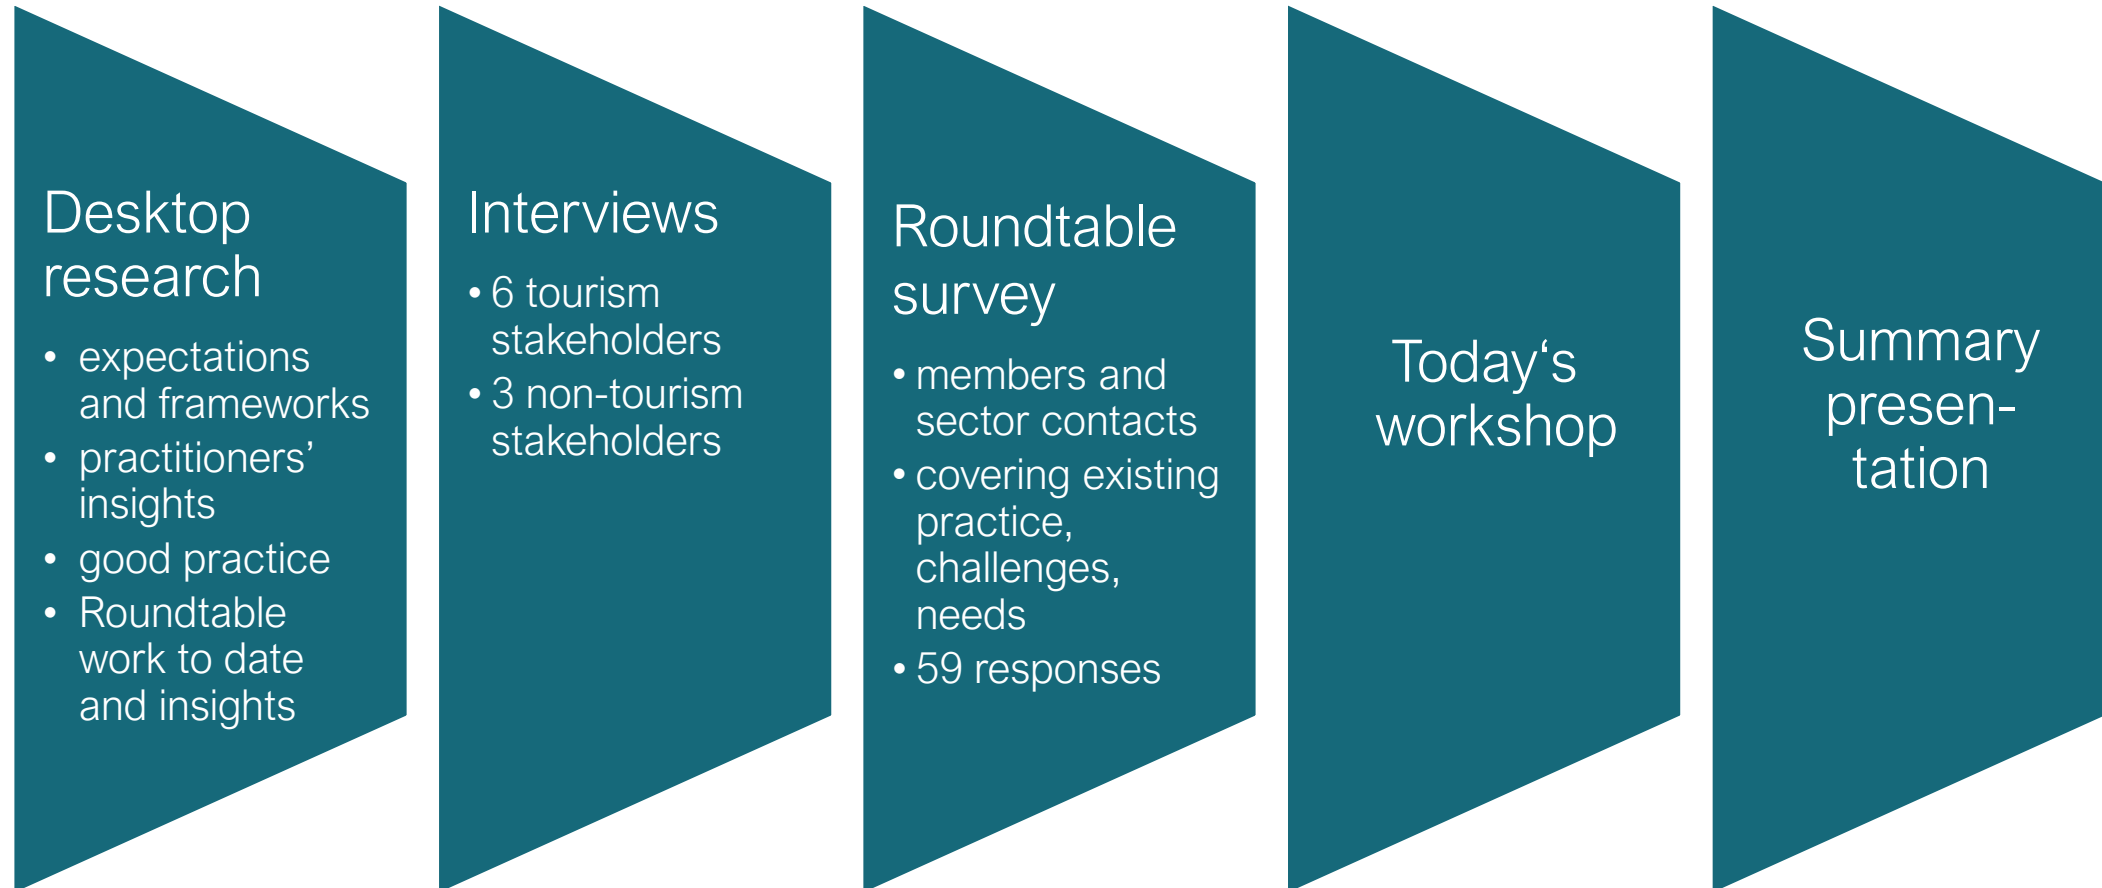 Desktop
research
• expectations
and frameworks
• practitioners’
insights
• good practice
• Roundtable
work to date
and insights
Interviews
• 6 tourism
stakeholders
• 3 non-tourism
stakeholders
Roundtable
survey
• members and
sector contacts
• covering existing
practice,
challenges,
needs
• 59 responses
Today‘s
workshop
Summary
presen-
tation